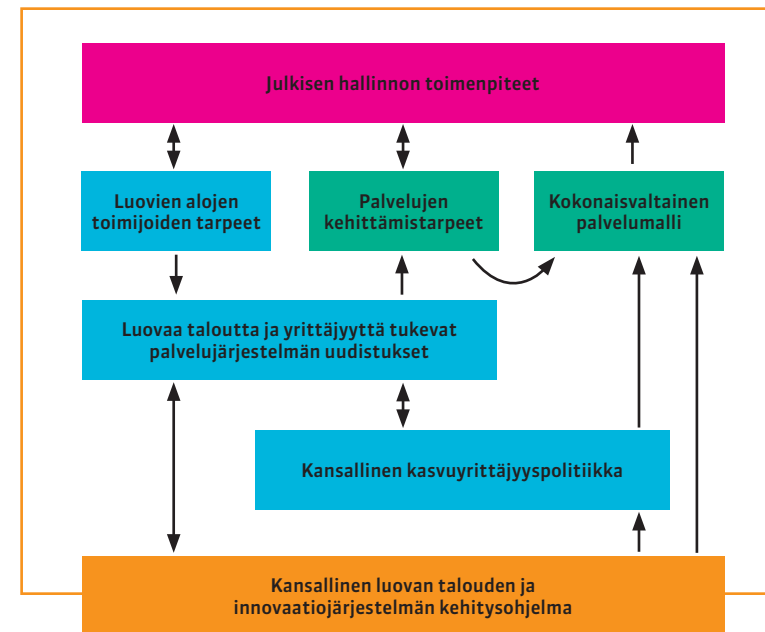 Julkisen hallinnon toimenpiteet
Luovien alojen
toimijoiden tarpeet
Palvelujen
kehittämistarpeet
Kokonaisvaltainen
palvelumalli
Luovaa taloutta ja yrittäjyyttä tukevat
palvelujärjestelmän uudistukset
Kansallinen kasvuyrittäjyyspolitiikka
Kansallinen luovan talouden ja
innovaatiojärjestelmän kehitysohjelma